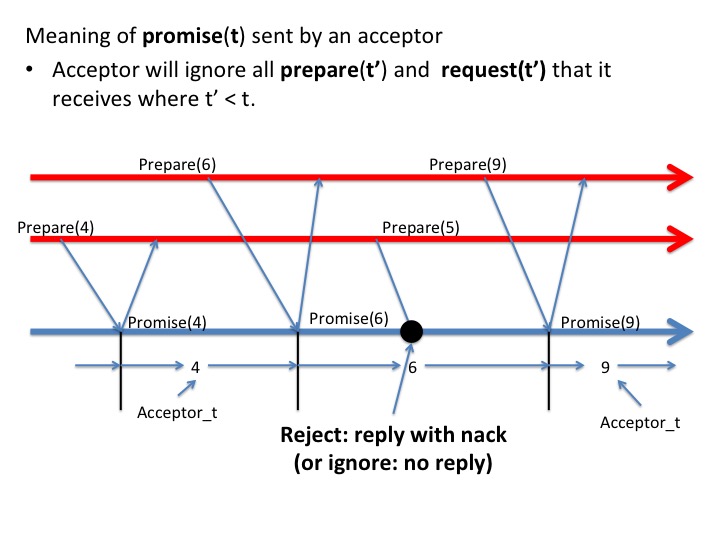 Meaning of promise(t) sent by an acceptor
• Acceptor will ignore all prepare(t’) and request(t’) that it
receives where t’ < t.
Prepare(6)
Prepare(9)
Prepare(4)
Prepare(5)
Promise(4)
Promise(6)
Promise(9)
4
6
9
Acceptor_t
Acceptor_t
Reject: reply with nack
(or ignore: no reply)